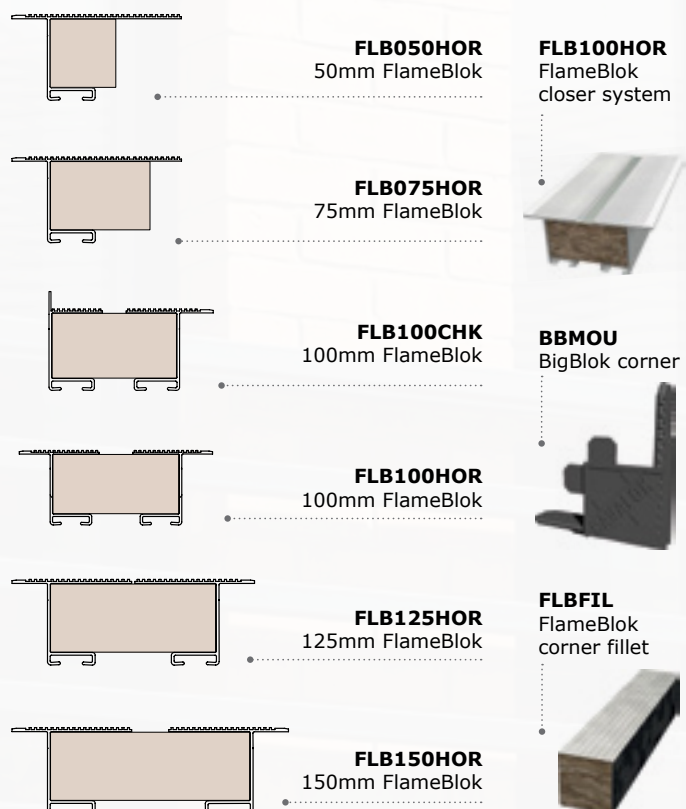 FLB050HOR
50mm FlameBlok
FLB075HOR
75mm FlameBlok
FLB100CHK
100mm FlameBlok
FLB100HOR
100mm FlameBlok
FLB125HOR
125mm FlameBlok
FLB150HOR
150mm FlameBlok
FLB100HOR
FlameBlok
closer system
BBMOU
BigBlok corner
FLBFIL
FlameBlok
corner fillet